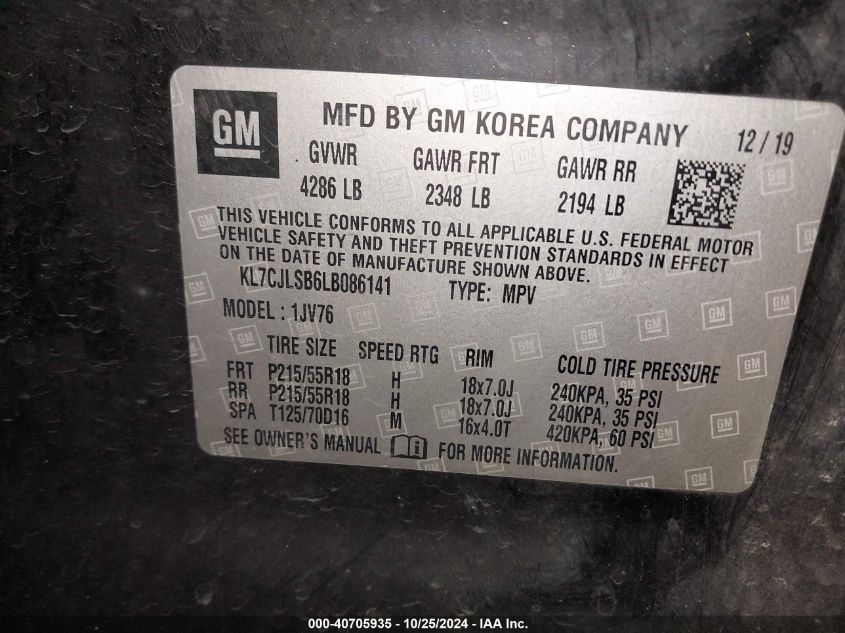 GM MFD BY GM KOREA COMPANY 12/19
GVWR GAWR FRT GAWR RR
4286 LB 2348 LB 2194 LB
THIS VEHICLE CONFORMS TO ALL APPLICABLE U.S. FEDERAL MOTOR
VEHICLE SAFETY AND THEFT PREVENTION STANDARDS IN EFFECT
ON THE DATE OF MANUFACTURE SHOWN ABOVE.
KL7CJLSB6LB086141 TYPE: MPV
MODEL : 1JV76
TIRE SIZE SPEED RTG RIM COLD TIRE PRESSURE
FRT P215/55R18 H 18x7.0J 240KPA, 35 PSI
RR P215/55R18 H 18x7.0J 240KPA, 35 PSI
SPA T125/70D16 M 16x4.0T 420KPA, 60 PSI
SEE OWNER'S MANUAL FOR MORE INFORMATION.
000-40705935 - 10/25/2024 - IAA Inc.